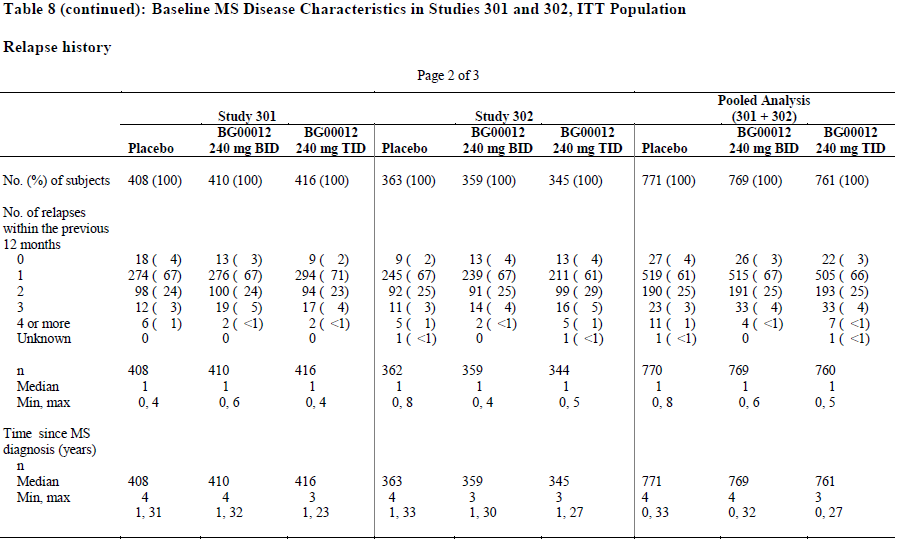 Table 8 (continued): Baseline MS Disease Characteristics in Studies 301 and 302, ITT Population
Relapse history
Page 2 of 3
Pooled Analysis
Study 301 Study 302 (301 + 302)
BG00012 BG00012 BG00012 BG00012 BG00012 BG00012
Placebo 240 mg BID 240 mg TID Placebo 240 mg BID 240 mg TID Placebo 240 mg BID 240 mg TID
No. (%) of subjects 408 (100) 410 (100) 416 (100) 363 (100) 359 (100) 345 (100) 771 (100) 769 (100) 761 (100)
No. of relapses
within the previous
12 months
0 18 ( 4) 13 ( 3) 9 ( 2) 9 ( 2) 13 ( 4) 13 ( 4) 27 ( 4) 26 ( 3) 22 ( 3)
1 274 ( 67) 276 ( 67) 294 ( 71) 245 ( 67) 239 ( 67) 211 ( 61) 519 ( 61) 515 ( 67) 505 ( 66)
2 98 ( 24) 100 ( 24) 94 ( 23) 92 ( 25) 91 ( 25) 99 ( 29) 190 ( 25) 191 ( 25) 193 ( 25)
3 12 ( 3) 19 ( 5) 17 ( 4) 11 ( 3) 14 ( 4) 16 ( 5) 23 ( 3) 33 ( 4) 33 ( 4)
4 or more 6 ( 1) 2 ( <1) 2 ( <1) 5 ( 1) 2 ( <1) 5 ( 1) 11 ( 1) 4 ( <1) 7 ( <1)
Unknown 0 0 0 1 ( <1) 0 1 ( <1) 1 ( <1) 0 1 ( <1)
n 408 410 416 362 359 344 770 769 760
Median 1 1 1 1 1 1 1 1 1
Min, max 0, 4 0, 6 0, 4 0, 8 0, 4 0, 5 0, 8 0, 6 0, 5
Time since MS
diagnosis (years)
n
Median 408 410 416 363 359 345 771 769 761
Min, max 4 4 3 4 3 3 4 4 3
1, 31 1, 32 1, 23 1, 33 1, 30 1, 27 0, 33 0, 32 0, 27